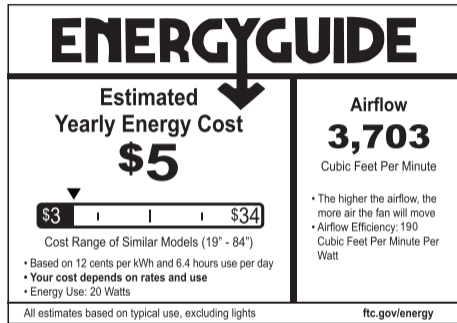 ENERGYGUIDE
Estimated
Yearly Energy Cost
$5
$3
$34
Cost Range of Similar Models (19" - 84")
• Based on 12 cents per kWh and 6.4 hours use per day
• Your cost depends on rates and use
• Energy Use: 20 Watts
Airflow
3,703
Cubic Feet Per Minute
• The higher the airflow, the
more air the fan will move
• Airflow Efficiency: 190
Cubic Feet Per Minute Per
Watt
All estimates based on typical use, excluding lights
ftc.gov/energy